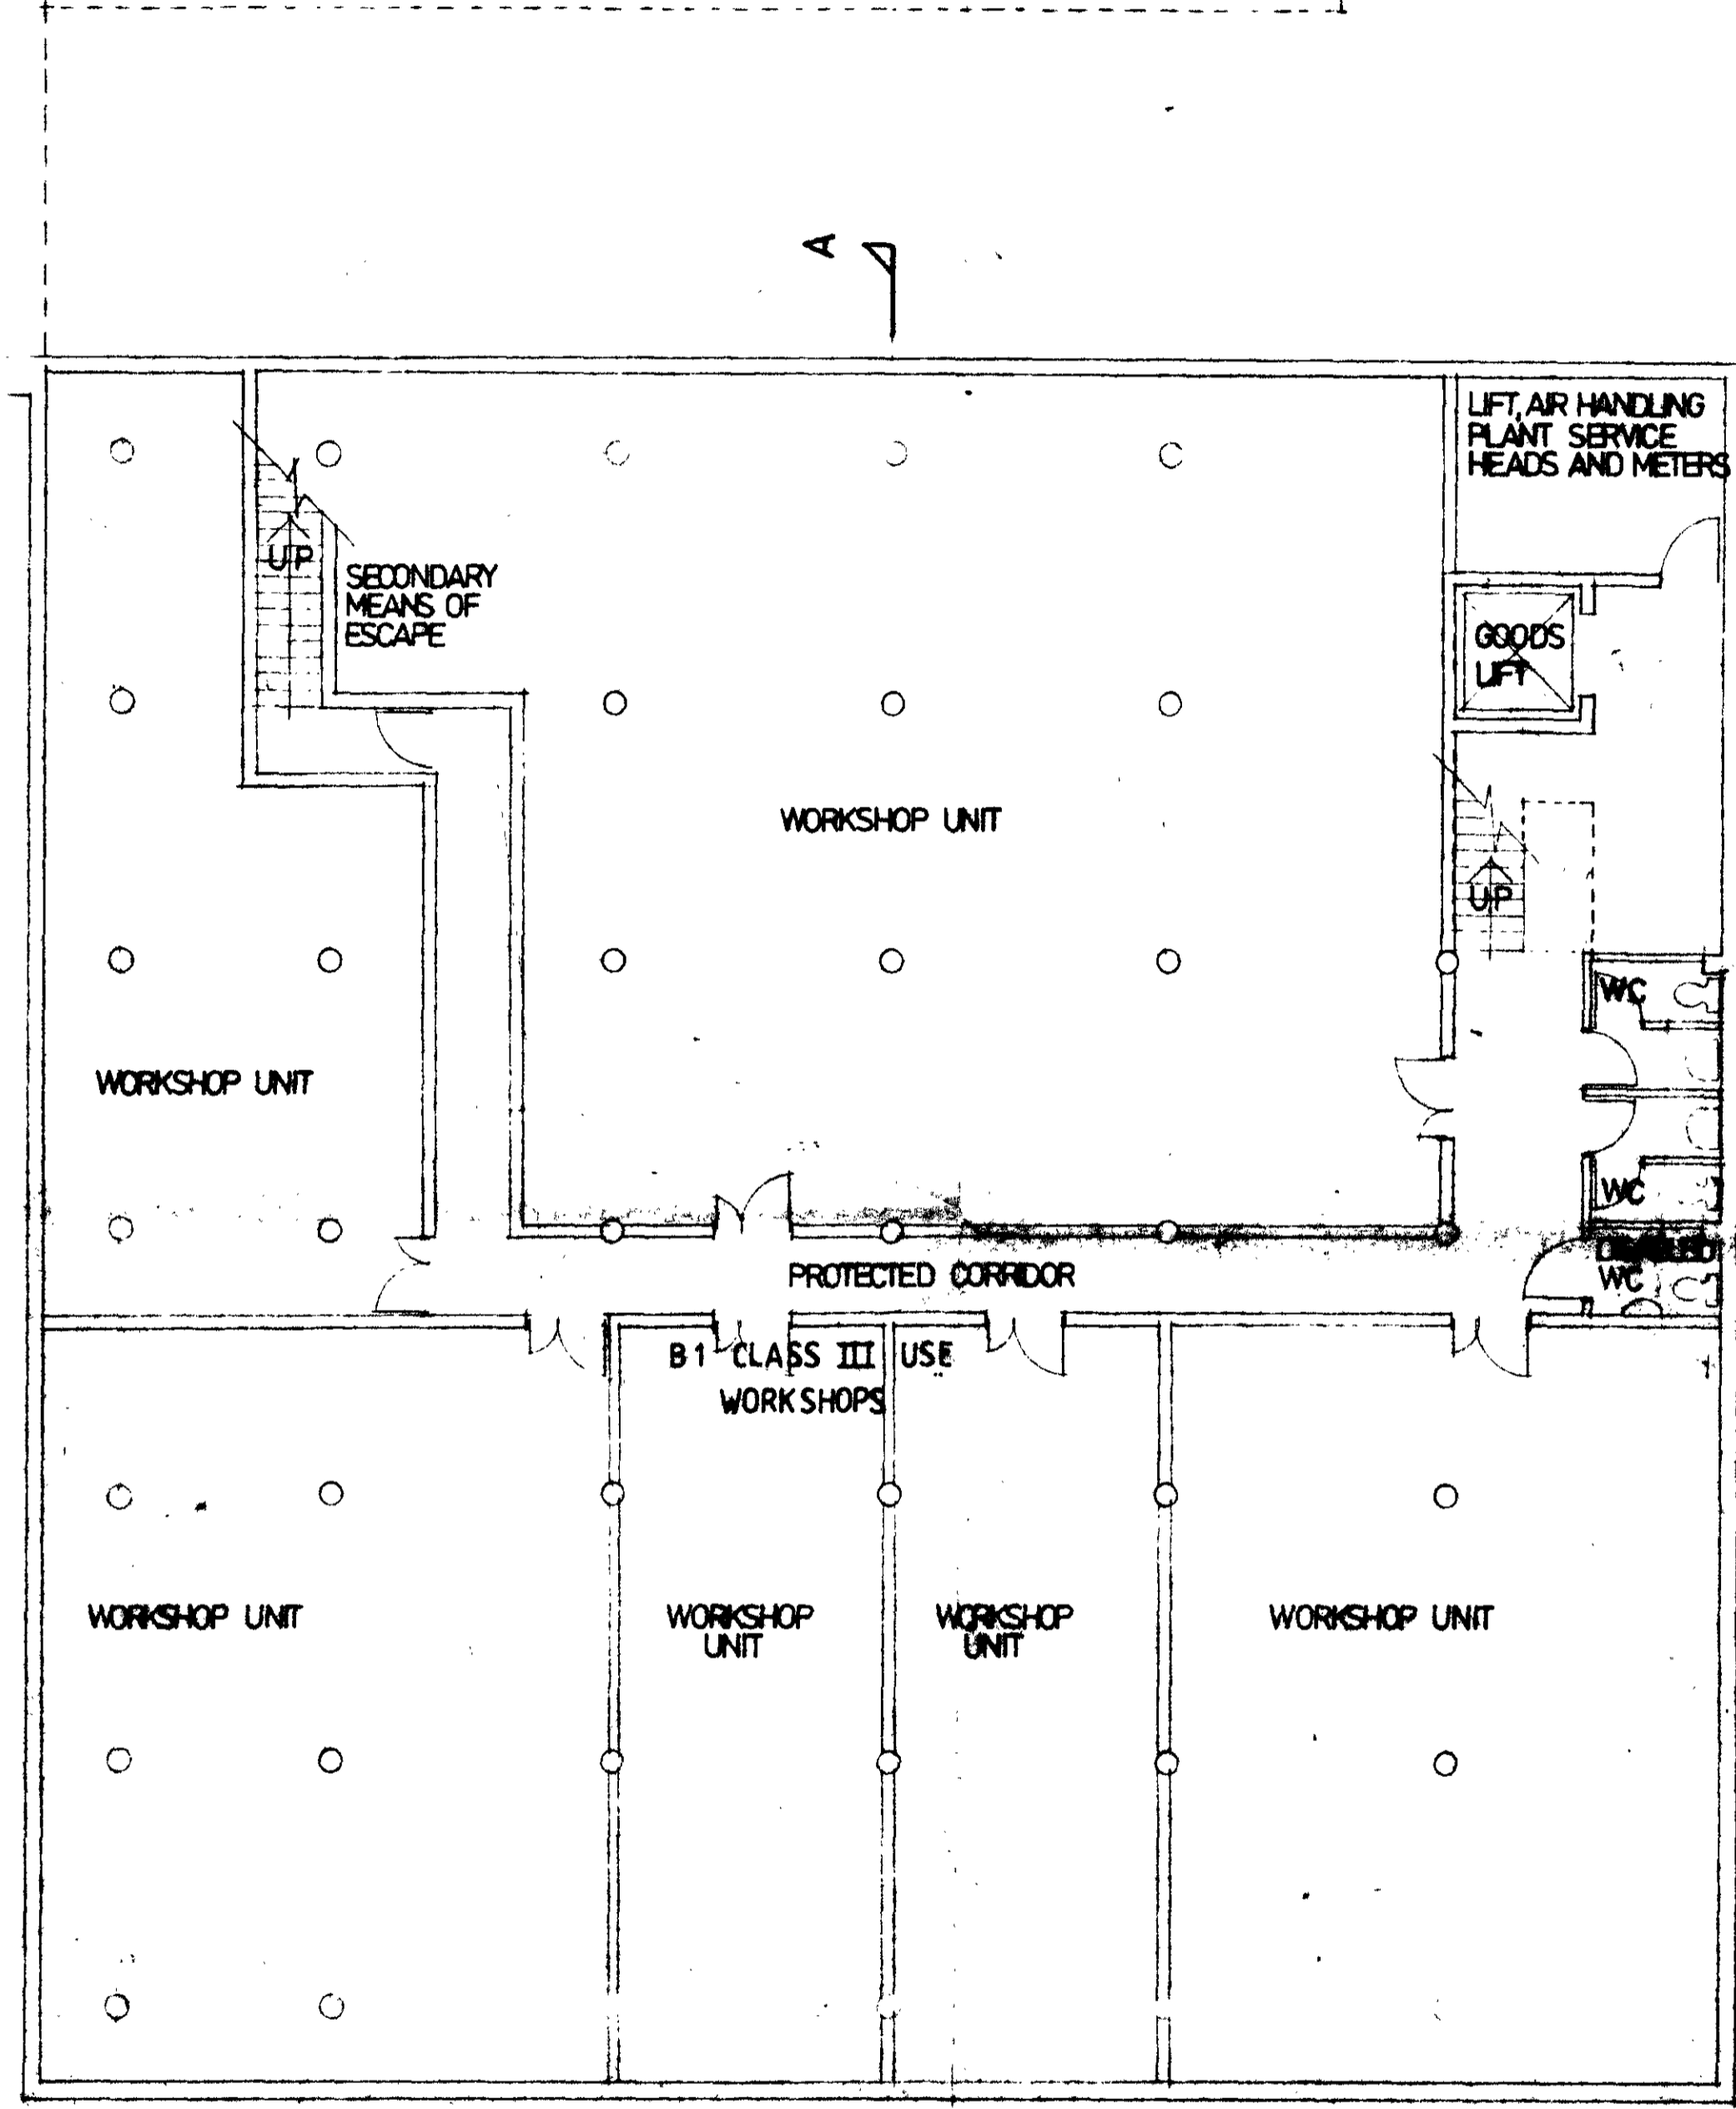 A
LIFT, AIR HANDLING
PLANT SERVICE
HEADS AND METERS
UP
SECONDARY
MEANS OF
ESCAPE
GOODS
LIFT
WORKSHOP UNIT
UP
WC
WORKSHOP UNIT
WC
DISABLED
WC
PROTECTED CORRIDOR
B1 CLASS III USE
WORKSHOPS
WORKSHOP UNIT
WORKSHOP
UNIT
WORKSHOP
UNIT
WORKSHOP UNIT